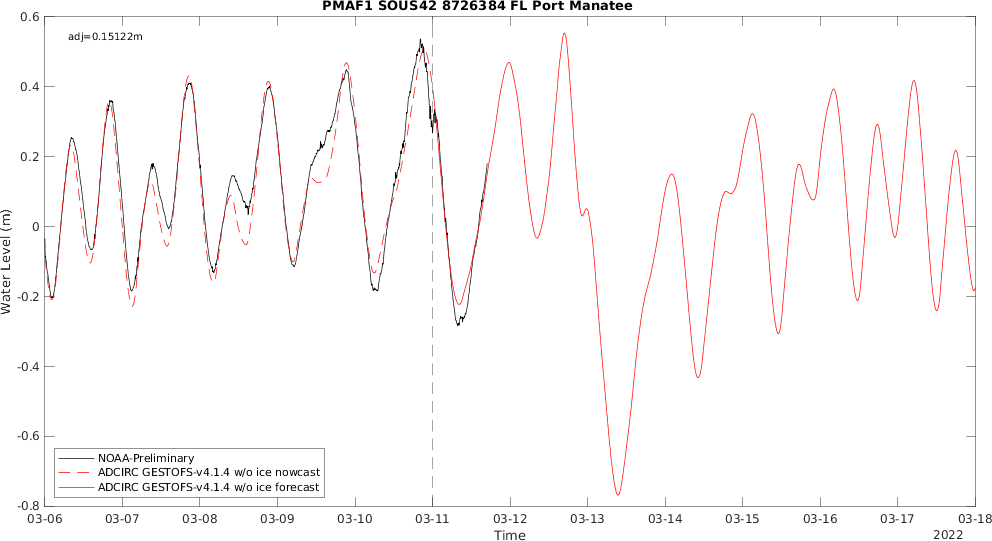 PMAF1 SOUS42 8726384 FL Port Manatee
adj=0.15122m
0.6
0.4
0.2
0
-0.2
-0.4
-0.6
-0.8
Water Level (m)
NOAA-Preliminary
ADCIRC GESTOFS-v4.1.4 w/o ice nowcast
ADCIRC GESTOFS-v4.1.4 w/o ice forecast
03-06 03-07 03-08 03-09 03-10 03-11 03-12 03-13 03-14 03-15 03-16 03-17 03-18
Time
2022